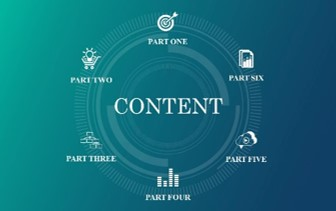 PART ONE
PART TWO
PART SIX
CONTENT
PART THREE
PART FIVE
PART FOUR